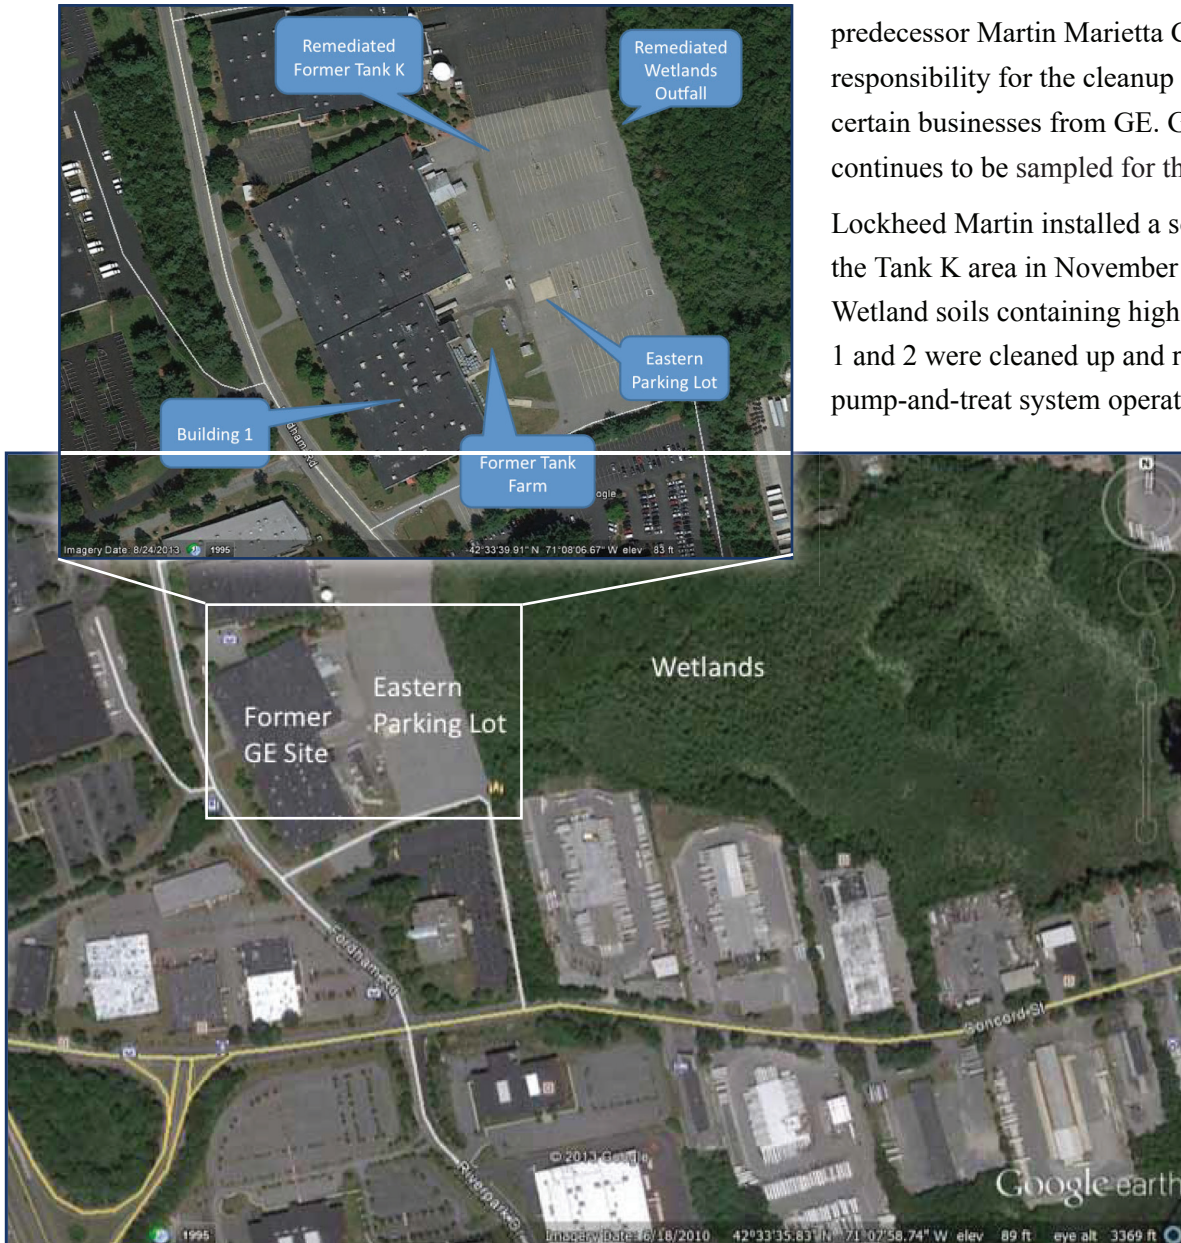 predecessor Martin Marietta C
responsibility for the cleanup
certain businesses from GE. G
continues to be sampled for th
Lockheed Martin installed a s
the Tank K area in November
Wetland soils containing high
1 and 2 were cleaned up and r
pump-and-treat system operat
Remediated
Former Tank K
Remediated
Wetlands
Outfall
Eastern
Parking Lot
Building 1
Former Tank
Farm
dham Rd
ogle
Imagery Date: 8/24/2013 1995 42°33'39.91" N 71°08'06.67" W elev 83 ft
N
Wetlands
Eastern
Parking Lot
Former
GE Site
Fordham Rd
Concord St
Riverpark D
© 2013 Google
Google earth
1995 Imagery Date: 6/18/2010 42°33'35.83" N 71°07'58.74" W elev 89 ft eye alt 3369 ft